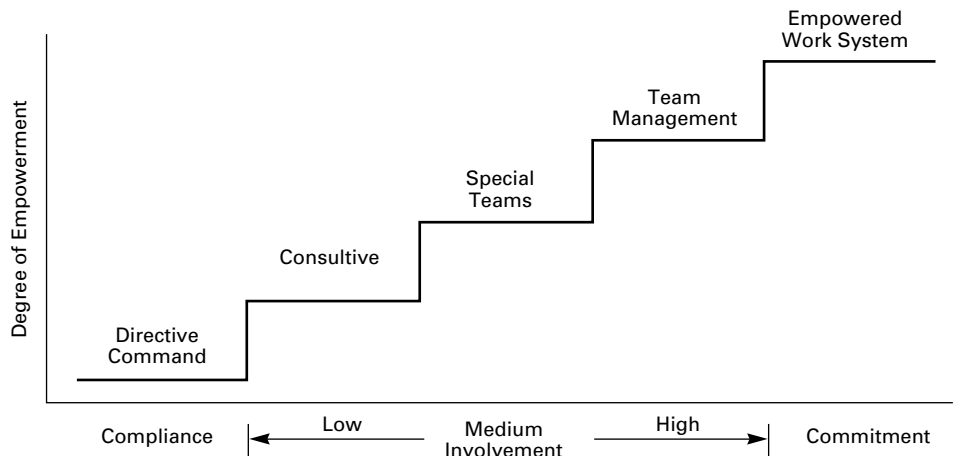 Empowered
Work System
Team
Management
Special
Teams
Consultive
Directive
Command
Degree of Empowerment
Compliance
Low
Medium
Involvement
High
Commitment